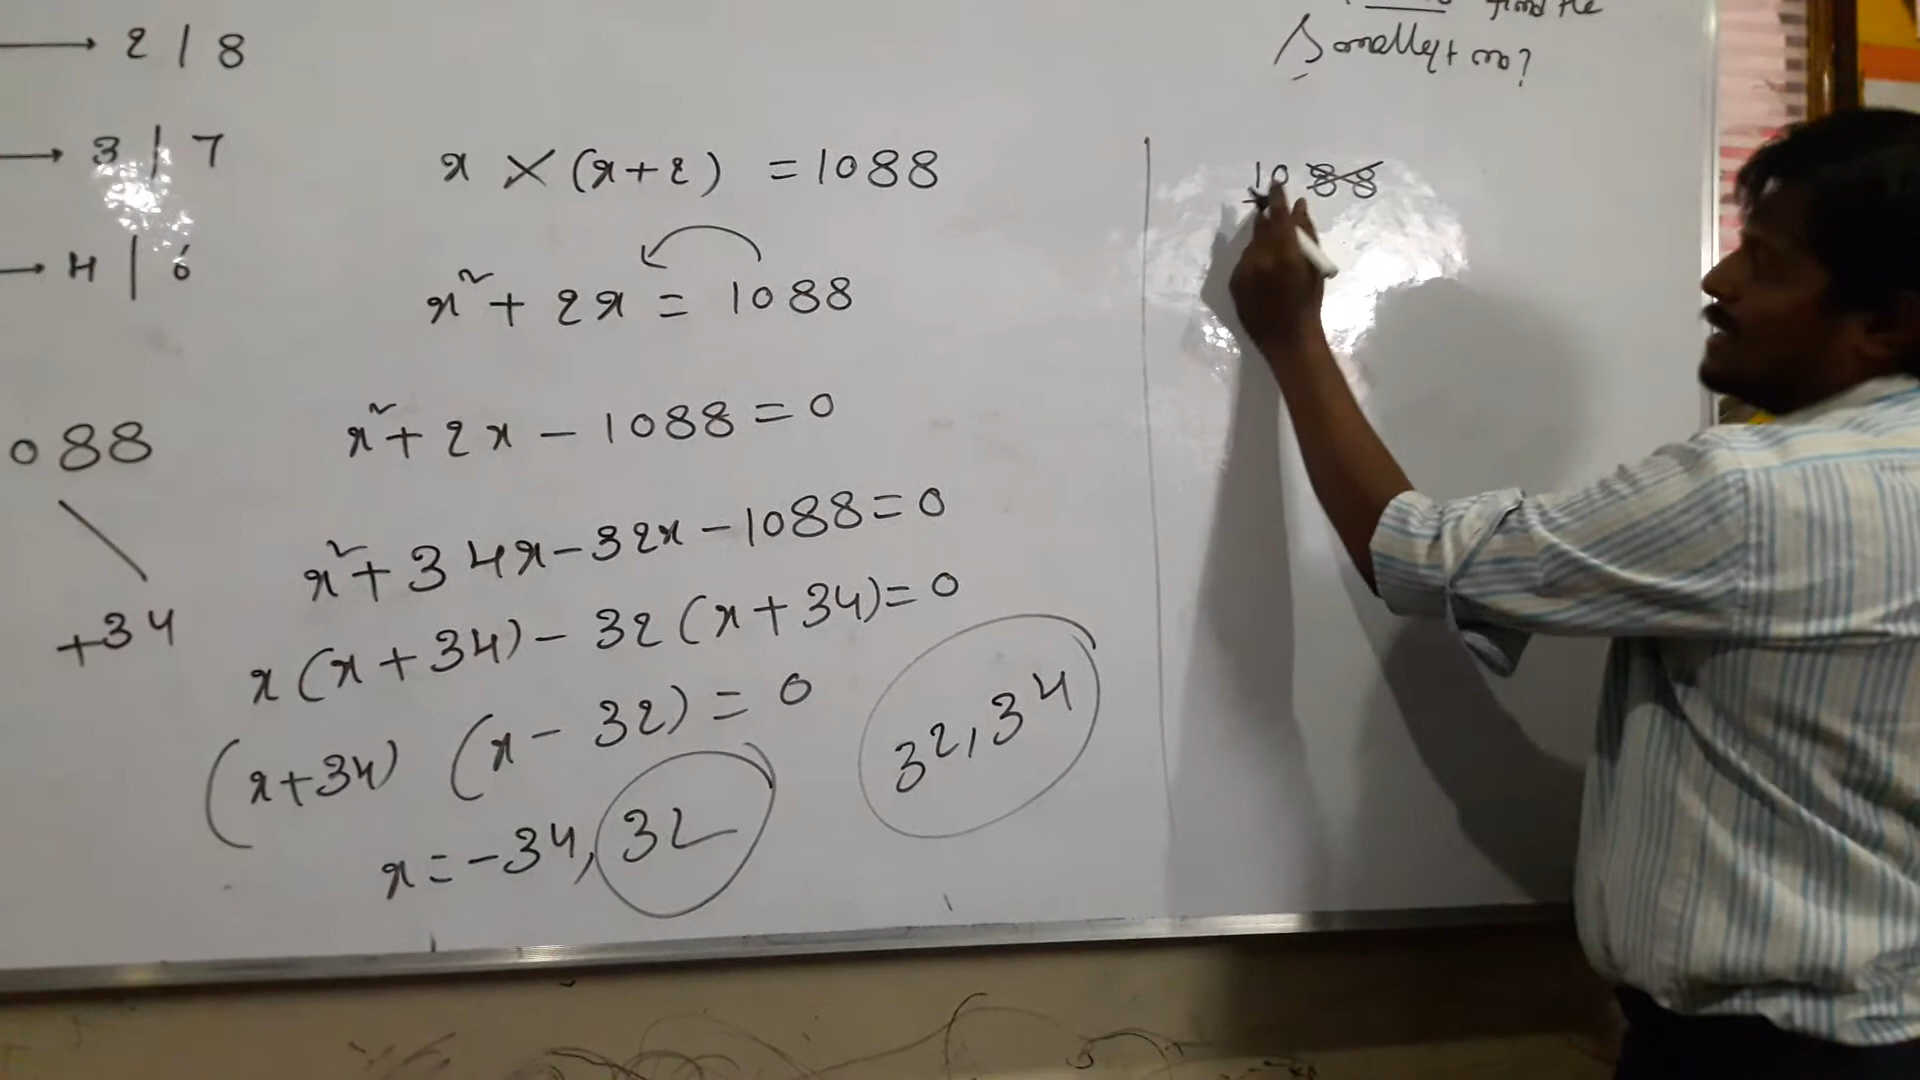 find the
Smallest no?
2 | 8
3 | 7
4 | 6
088
+34
x × (x+2) = 1088
x² + 2x = 1088
x² + 2x - 1088 = 0
x² + 34x - 32x - 1088 = 0
x(x+34) - 32(x+34) = 0
(x+34) (x-32) = 0
x = -34, 32
32, 34
1088